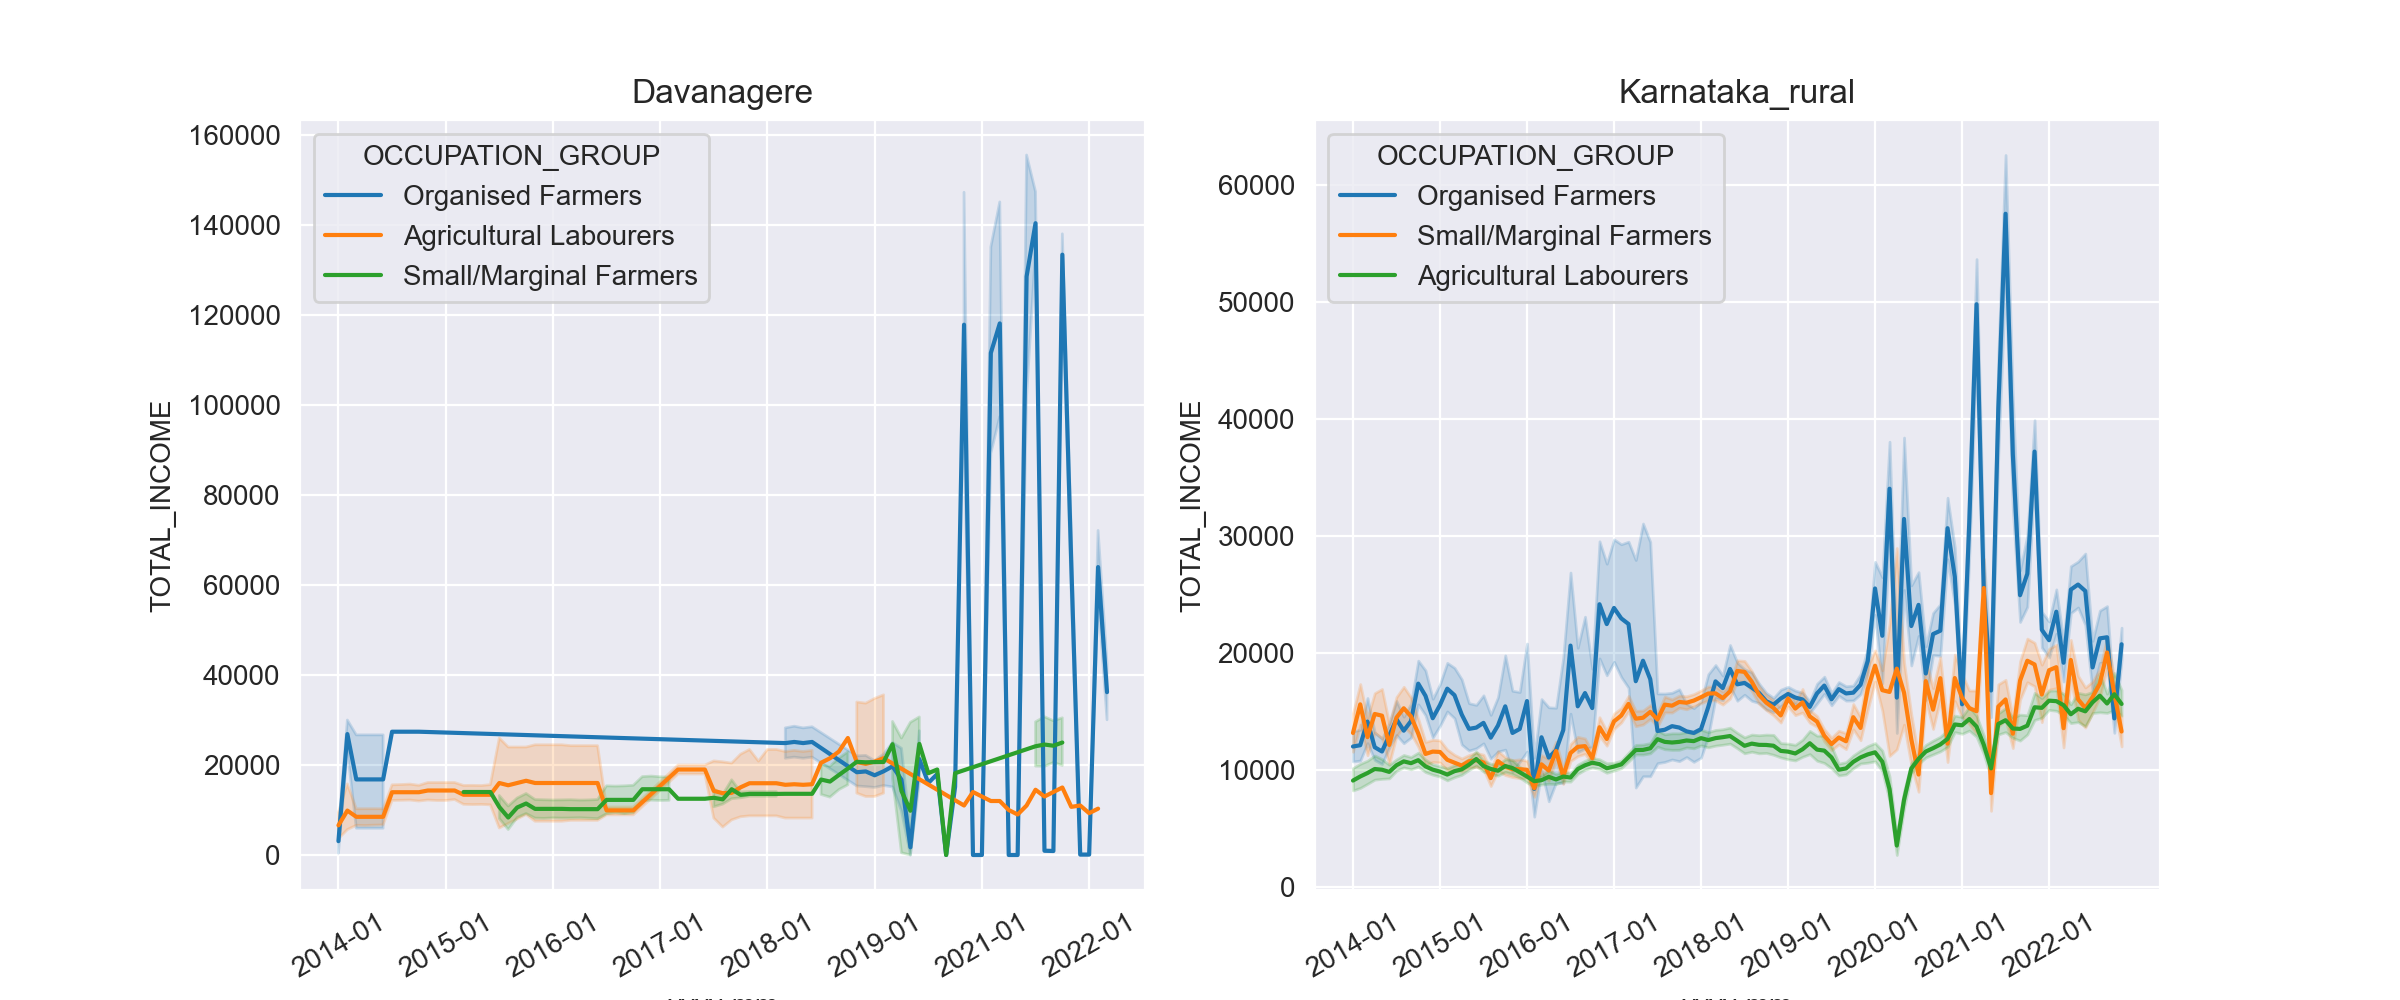 Davanagere
160000
140000
120000
100000
80000
60000
40000
20000
0
TOTAL_INCOME
OCCUPATION_GROUP
Organised Farmers
Agricultural Labourers
Small/Marginal Farmers
2014-01
2015-01
2016-01
2017-01
2018-01
2019-01
2021-01
2022-01
Karnataka_rural
60000
50000
40000
30000
20000
10000
0
TOTAL_INCOME
OCCUPATION_GROUP
Organised Farmers
Small/Marginal Farmers
Agricultural Labourers
2014-01
2015-01
2016-01
2017-01
2018-01
2019-01
2020-01
2021-01
2022-01